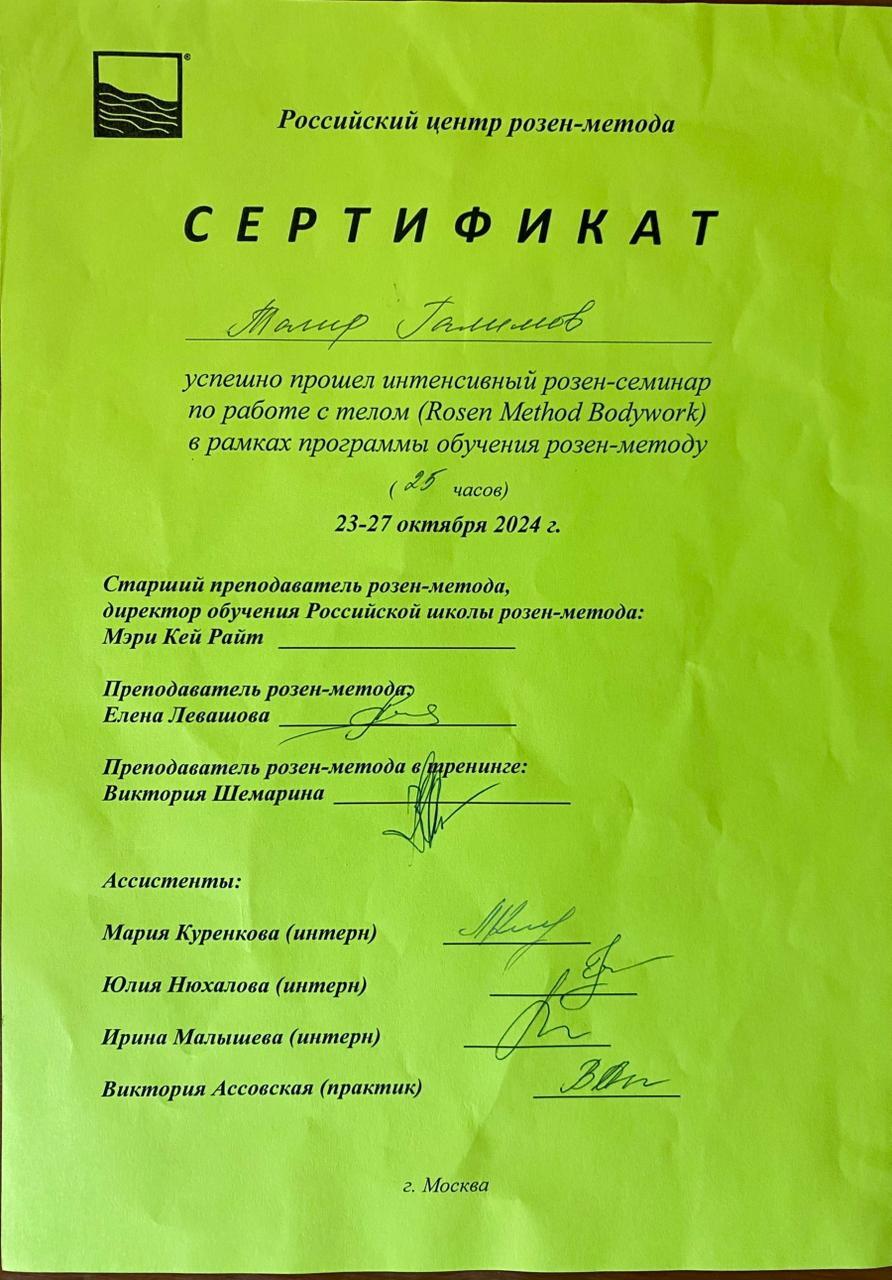 ®
Российский центр розен-метода
СЕРТИФИКАТ
Талир Галимов
успешно прошел интенсивный розен-семинар
по работе с телом (Rosen Method Bodywork)
в рамках программы обучения розен-методу
( 25 часов)
23-27 октября 2024 г.
Старший преподаватель розен-метода,
директор обучения Российской школы розен-метода:
Мэри Кей Райт
Преподаватель розен-метода:
Елена Левашова
Преподаватель розен-метода в тренинге:
Виктория Шемарина
Ассистенты:
Мария Куренкова (интерн)
Юлия Нюхалова (интерн)
Ирина Малышева (интерн)
Виктория Ассовская (практик)
г. Москва